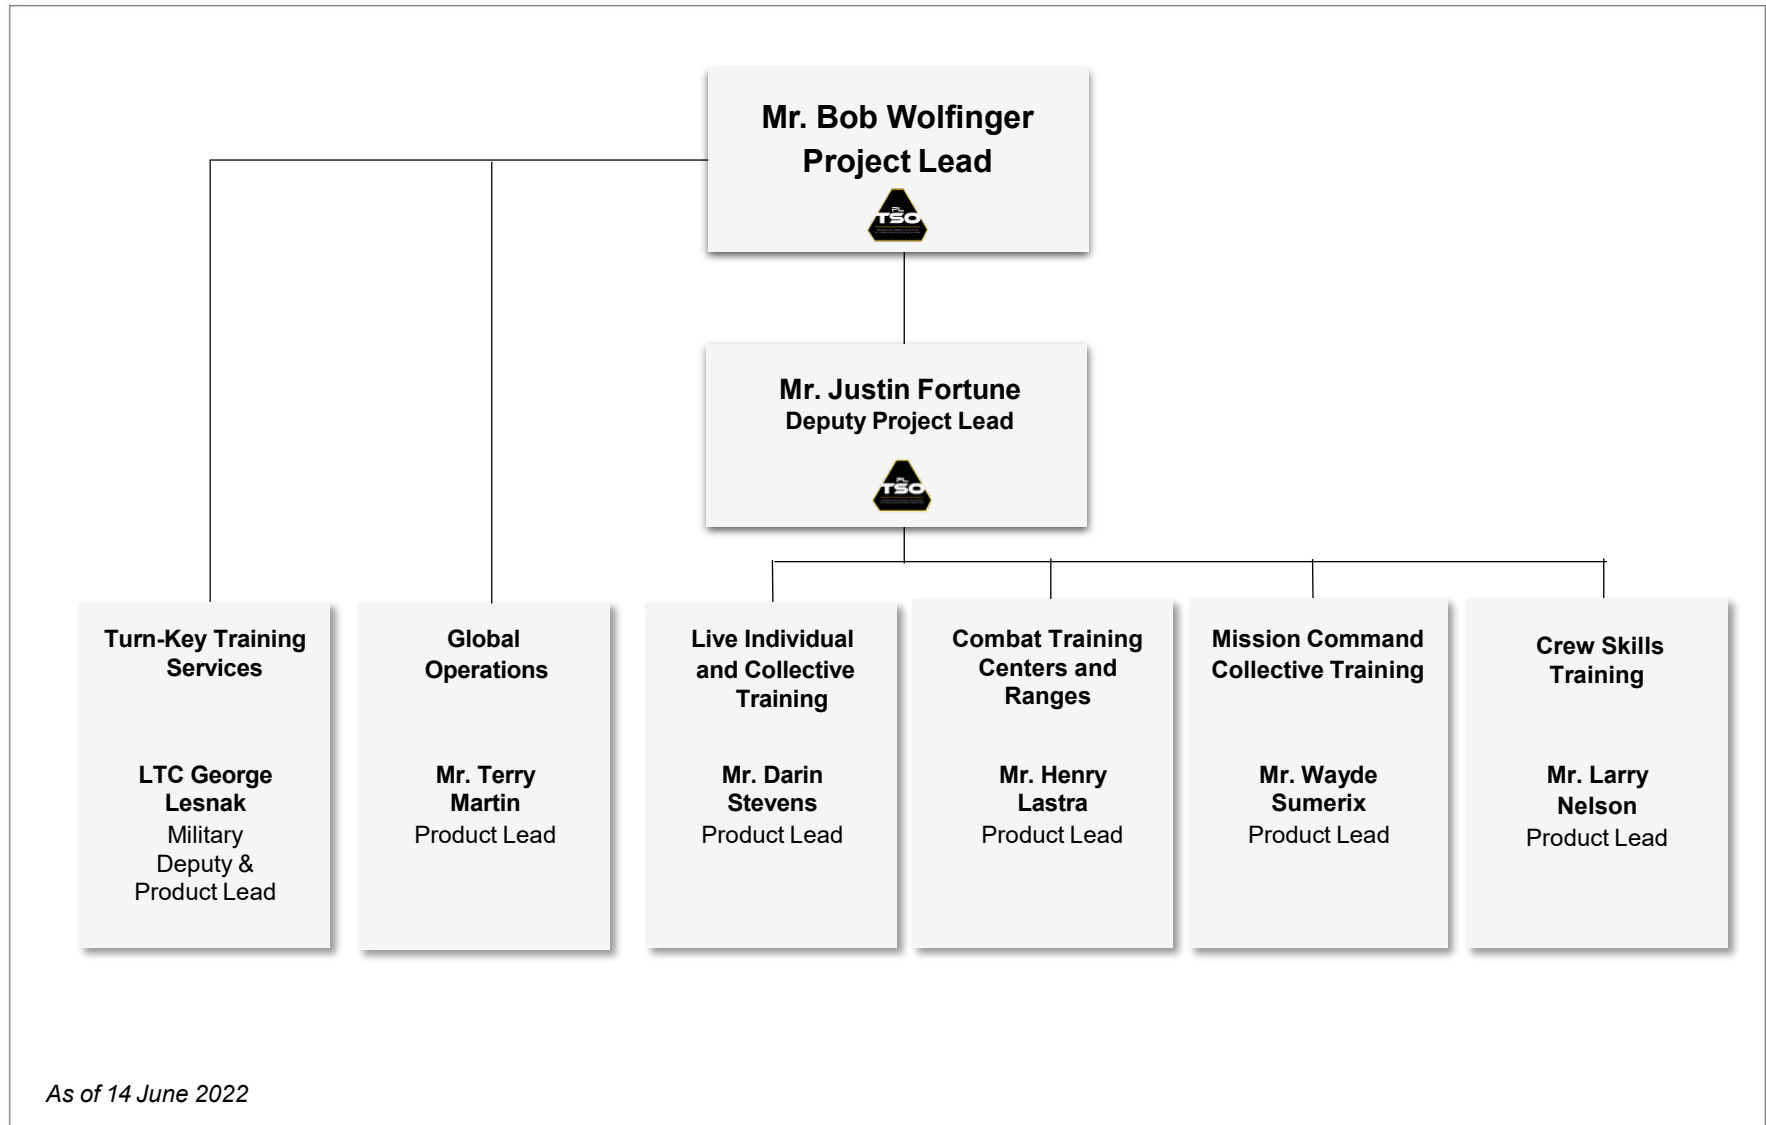 Mr. Bob Wolfinger
Project Lead
PL
TSO
Mr. Justin Fortune
Deputy Project Lead
PL
TSO
Turn-Key Training
Services
LTC George
Lesnak
Military
Deputy &
Product Lead
Global
Operations
Mr. Terry
Martin
Product Lead
Live Individual
and Collective
Training
Mr. Darin
Stevens
Product Lead
Combat Training
Centers and
Ranges
Mr. Henry
Lastra
Product Lead
Mission Command
Collective Training
Mr. Wayde
Sumerix
Product Lead
Crew Skills
Training
Mr. Larry
Nelson
Product Lead
As of 14 June 2022